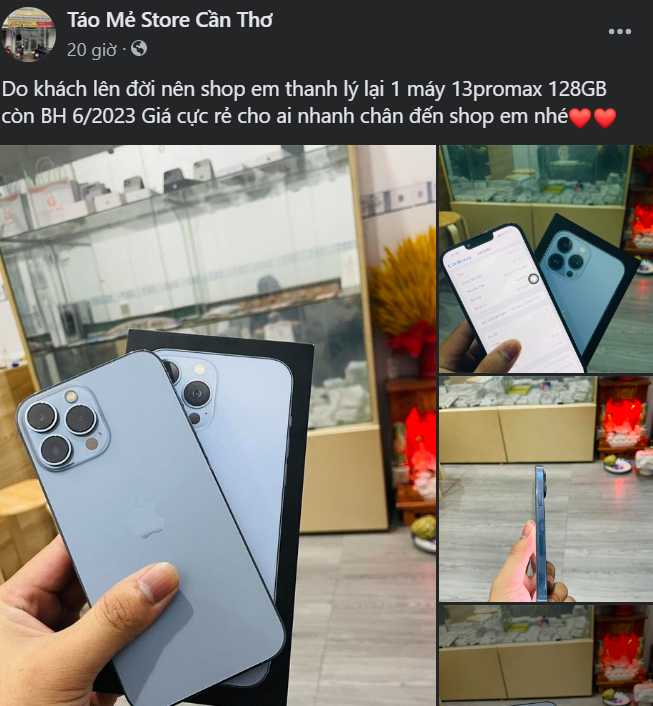 Táo Mẻ Store Cần Thơ
20 giờ ·
Do khách lên đời nên shop em thanh lý lại 1 máy 13promax 128GB
còn BH 6/2023 Giá cực rẻ cho ai nhanh chân đến shop em nhé❤️❤️